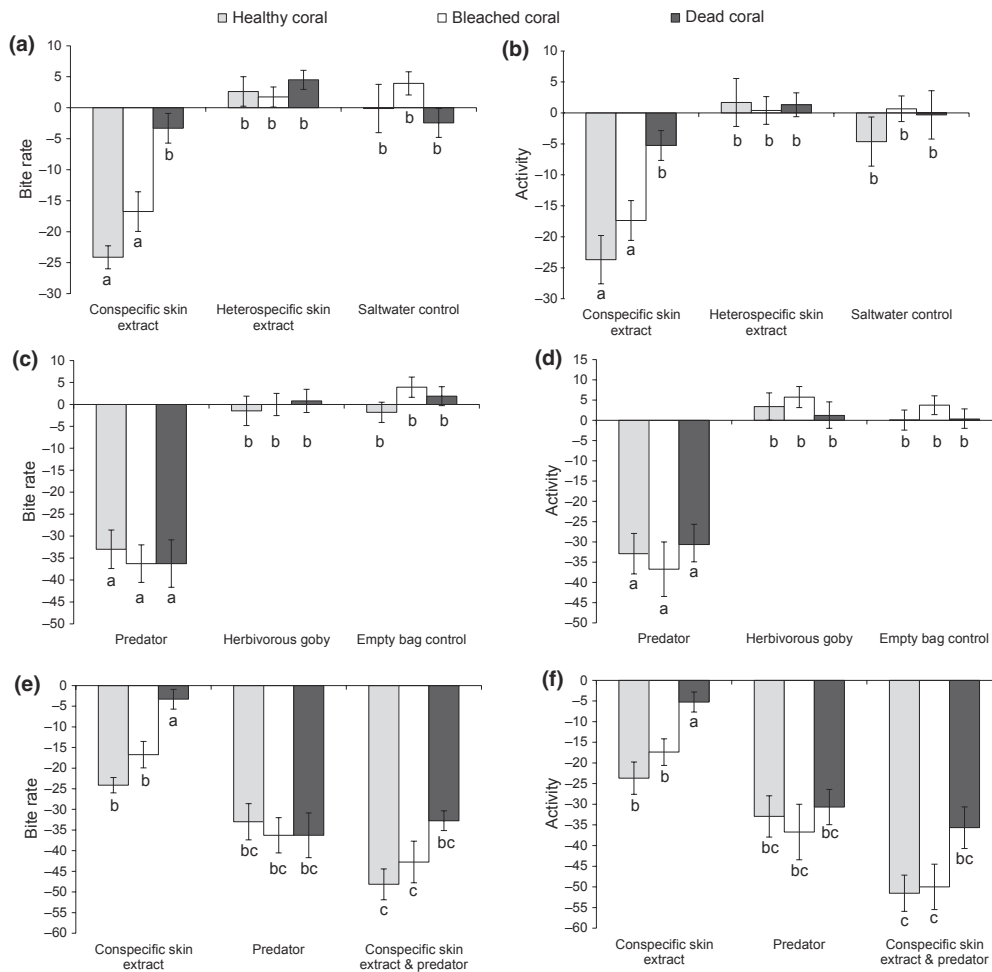 Healthy coral Bleached coral Dead coral
(a)
10
5
0
–5
–10
–15
–20
–25
–30
Bite rate
a a b b b b b b b
Conspecific skin extract
Heterospecific skin extract
Saltwater control
(b)
10
5
0
–5
–10
–15
–20
–25
–30
Activity
a a b b b b b b b
Conspecific skin extract
Heterospecific skin extract
Saltwater control
(c)
10
5
0
–5
–10
–15
–20
–25
–30
–35
–40
–45
–50
Bite rate
a a a b b b b b b
Predator Herbivorous goby Empty bag control
(d)
15
10
5
0
–5
–10
–15
–20
–25
–30
–35
–40
–45
–50
Activity
a a a b b b b b b
Predator Herbivorous goby Empty bag control
(e)
0
–5
–10
–15
–20
–25
–30
–35
–40
–45
–50
–55
–60
Bite rate
b b a bc bc bc c c bc
Conspecific skin extract
Predator
Conspecific skin extract & predator
(f)
0
–5
–10
–15
–20
–25
–30
–35
–40
–45
–50
–55
–60
Activity
b b a bc bc bc c c bc
Conspecific skin extract
Predator
Conspecific skin extract & predator